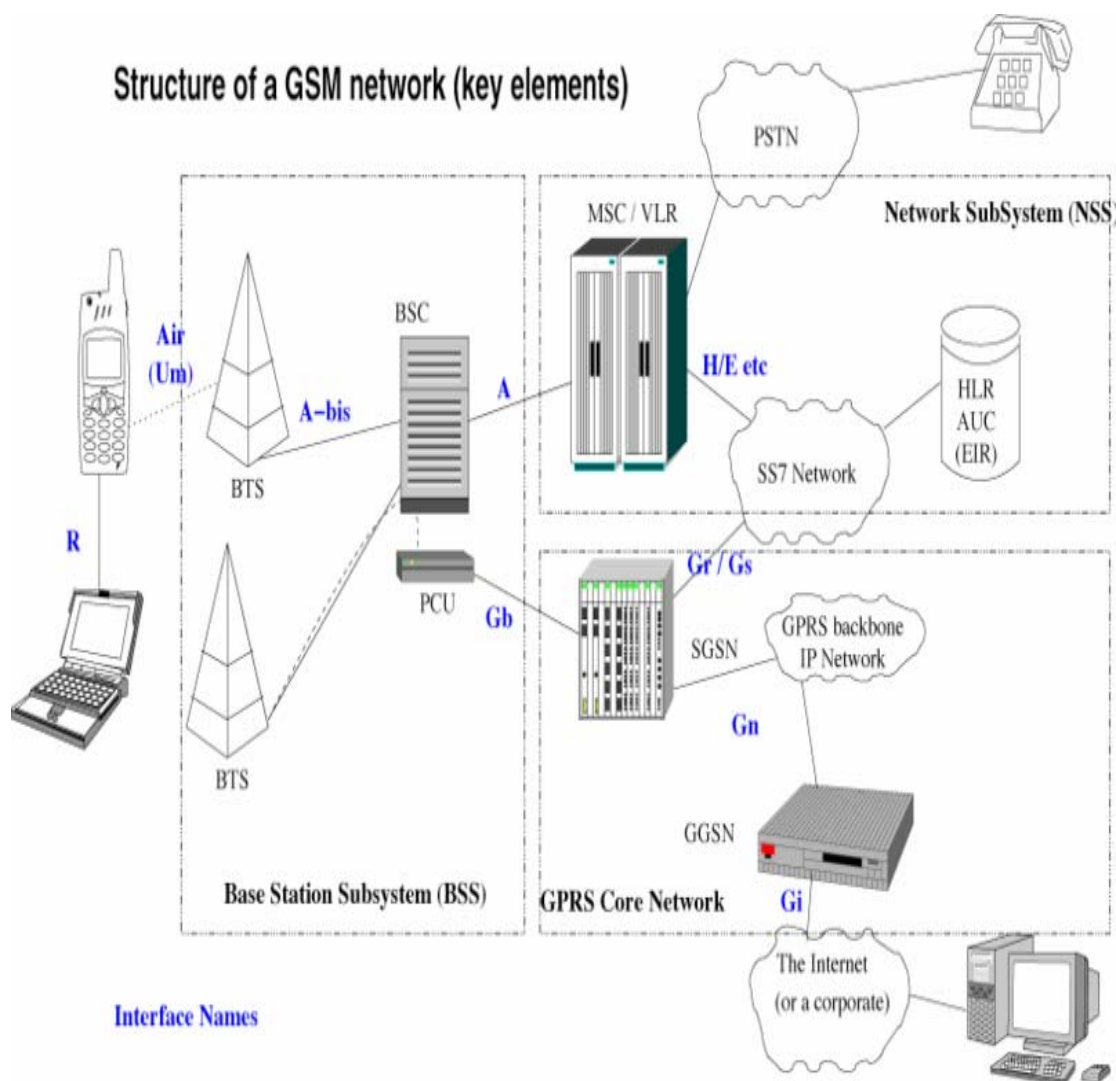 Structure of a GSM network (key elements)
PSTN
MSC / VLR
Network SubSystem (NSS)
BSC
Air
(Um)
A-bis
A
H/E etc
HLR
AUC
(EIR)
SS7 Network
BTS
R
PCU
Gb
Gr / Gs
SGSN
GPRS backbone
IP Network
Gn
BTS
GGSN
Base Station Subsystem (BSS)
GPRS Core Network
Gi
The Internet
(or a corporate)
Interface Names